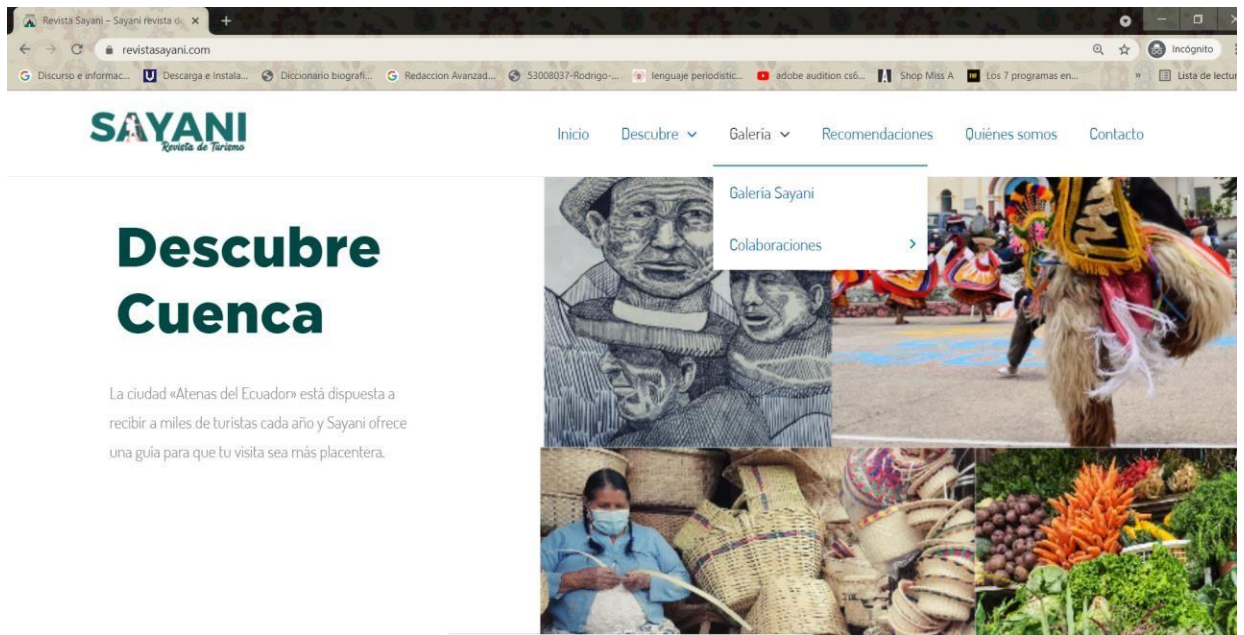 Revista Sayani – Sayani revista d
revistasayani.com
Incógnito
Discurso e informac...
Descarga e Instala...
Diccionario biografi...
Redaccion Avanzad...
53008037-Rodrigo-...
lenguaje periodistic...
adobe audition cs6...
Shop Miss A
Los 7 programas en...
»
Lista de lectur
SAYANI
Revista de Turismo
Inicio
Descubre
Galería
Recomendaciones
Quiénes somos
Contacto
Galería Sayani
Colaboraciones
Descubre
Cuenca
La ciudad «Atenas del Ecuador» está dispuesta a
recibir a miles de turistas cada año y Sayani ofrece
una guía para que tu visita sea más placentera.